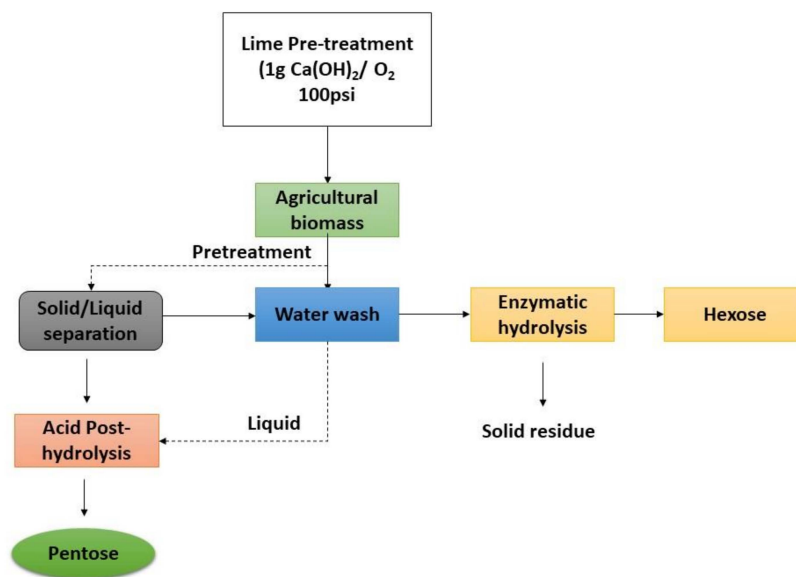 Lime Pre-treatment
(1g Ca(OH)₂/ O₂
100psi
Agricultural
biomass
Pretreatment
Solid/Liquid
separation
Water wash
Enzymatic
hydrolysis
Hexose
Acid Post-
hydrolysis
Liquid
Solid residue
Pentose